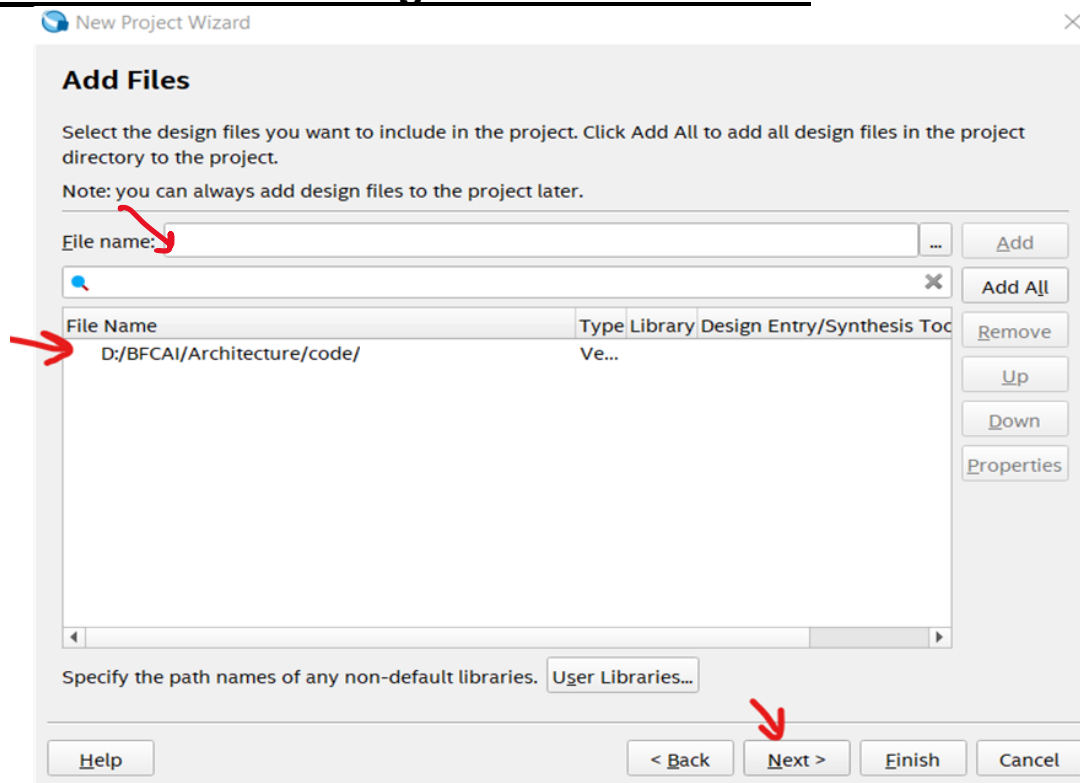 New Project Wizard
Add Files
Select the design files you want to include in the project. Click Add All to add all design files in the project
directory to the project.
Note: you can always add design files to the project later.
File name: ... Add
Add All
File Name Type Library Design Entry/Synthesis Toc
Remove
D:/BFCAI/Architecture/code/ Ve...
Up
Down
Properties
Specify the path names of any non-default libraries. User Libraries...
Help < Back Next > Finish Cancel